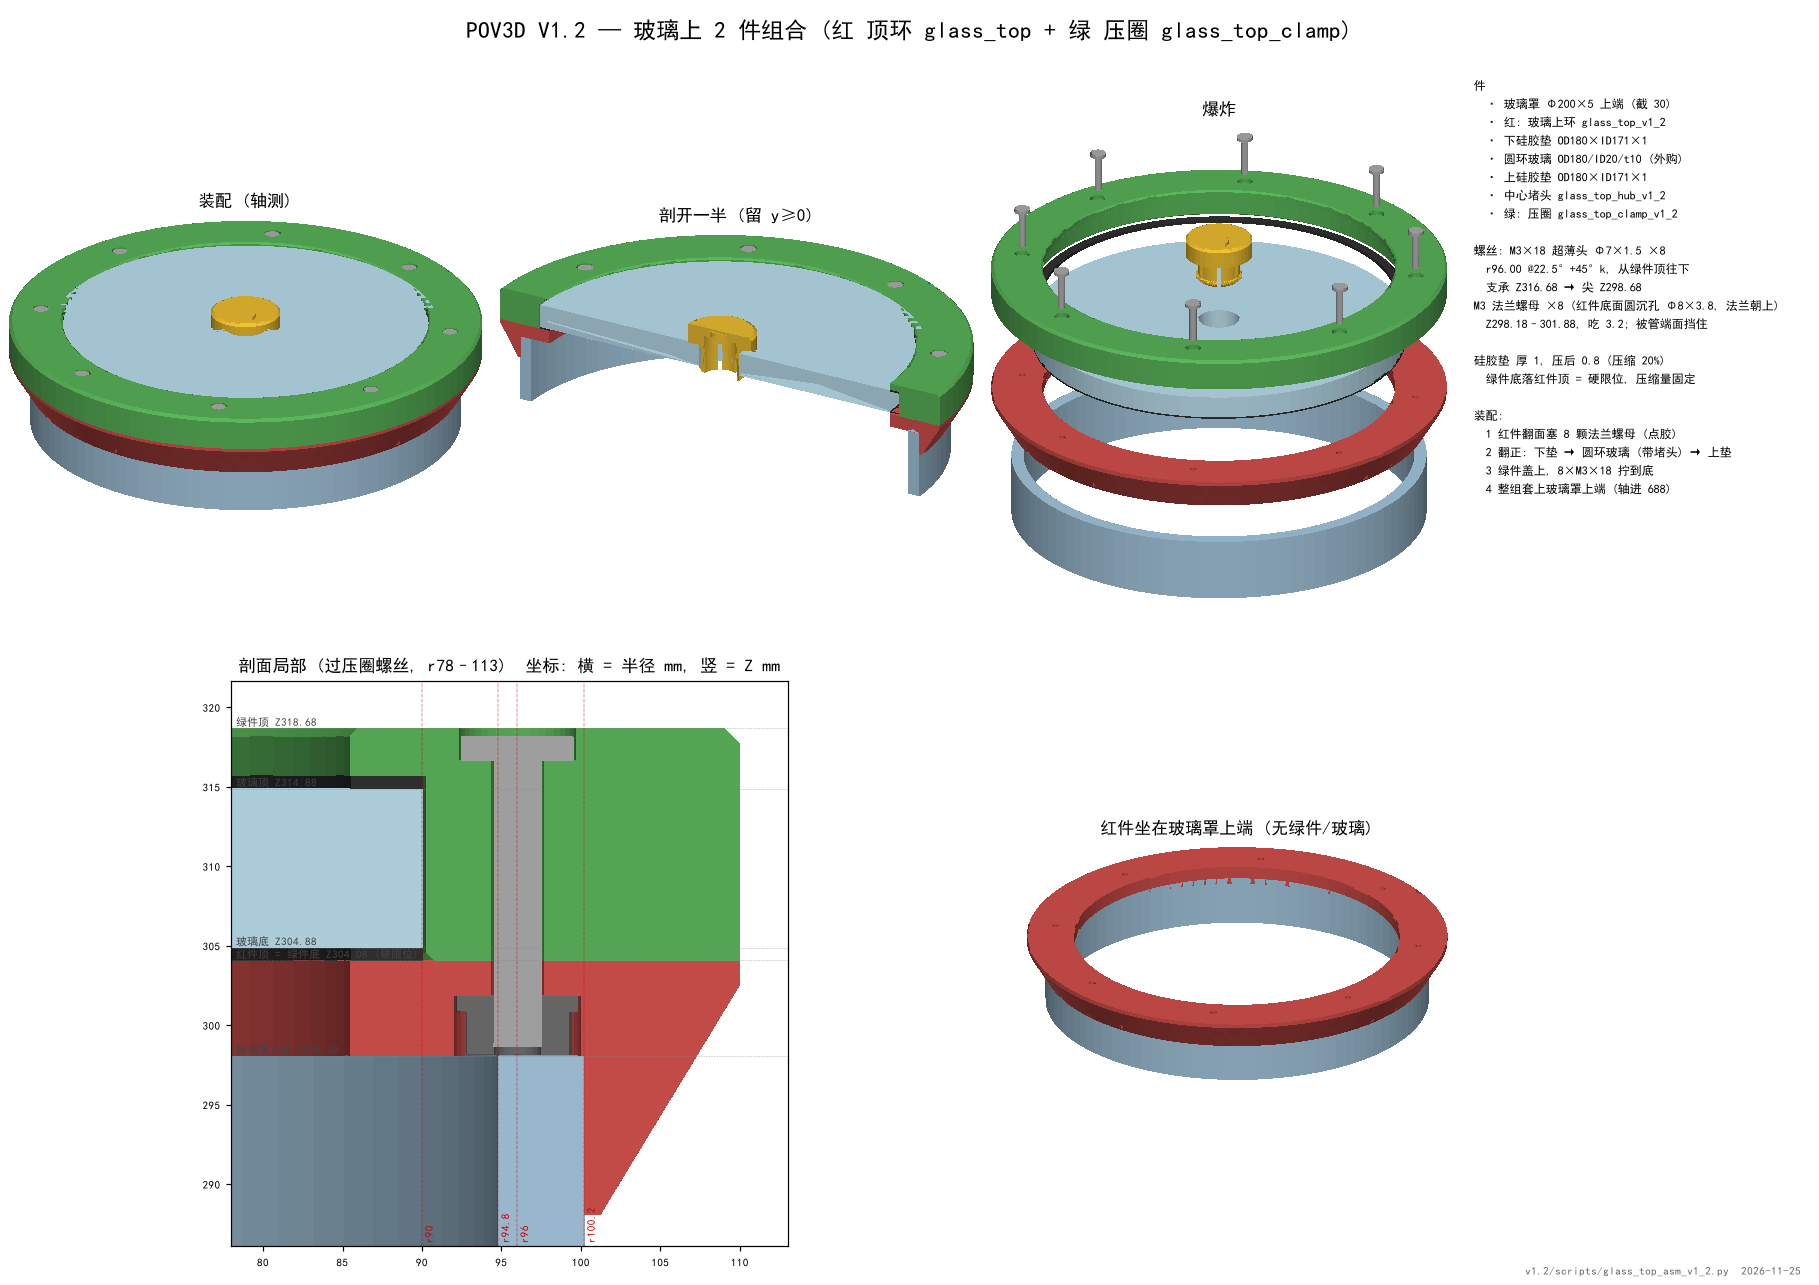 POV3D V1.2 — 玻璃上 2 件组合 (红 顶环 glass_top + 绿 压圈 glass_top_clamp)
装配 (轴测)
剖开一半 (留 y≥0)
爆炸
件
· 玻璃罩 Φ200×5 上端 (截 30)
· 红: 玻璃上环 glass_top_v1_2
· 下硅胶垫 OD180×ID171×1
· 圆环玻璃 OD180/ID20/t10 (外购)
· 上硅胶垫 OD180×ID171×1
· 中心堵头 glass_top_hub_v1_2
· 绿: 压圈 glass_top_clamp_v1_2
螺丝: M3×18 超薄头 Φ7×1.5 ×8
r96.00 @22.5°+45°k, 从绿件顶往下
支承 Z316.68 → 尖 Z298.68
M3 法兰螺母 ×8 (红件底面圆沉孔 Φ8×3.8, 法兰朝上)
Z298.18-301.88, 吃 3.2; 被管端面挡住
硅胶垫 厚 1, 压后 0.8 (压缩 20%)
绿件底落红件顶 = 硬限位, 压缩量固定
装配:
1 红件翻面塞 8 颗法兰螺母 (点胶)
2 翻正: 下垫 → 圆环玻璃 (带堵头) → 上垫
3 绿件盖上, 8×M3×18 拧到底
4 整组套上玻璃罩上端 (轴进 688)
剖面局部 (过压圈螺丝, r78-113)  坐标: 横 = 半径 mm, 竖 = Z mm
320
315
310
305
300
295
290
绿件顶 Z318.68
玻璃顶 Z314.88
玻璃底 Z304.88
红件顶 = 绿件底 Z304.08 (硬限位)
r90
r94.8
r96
r100.2
80
85
90
95
100
105
110
红件坐在玻璃罩上端 (无绿件/玻璃)
v1.2/scripts/glass_top_asm_v1_2.py  2026-11-25